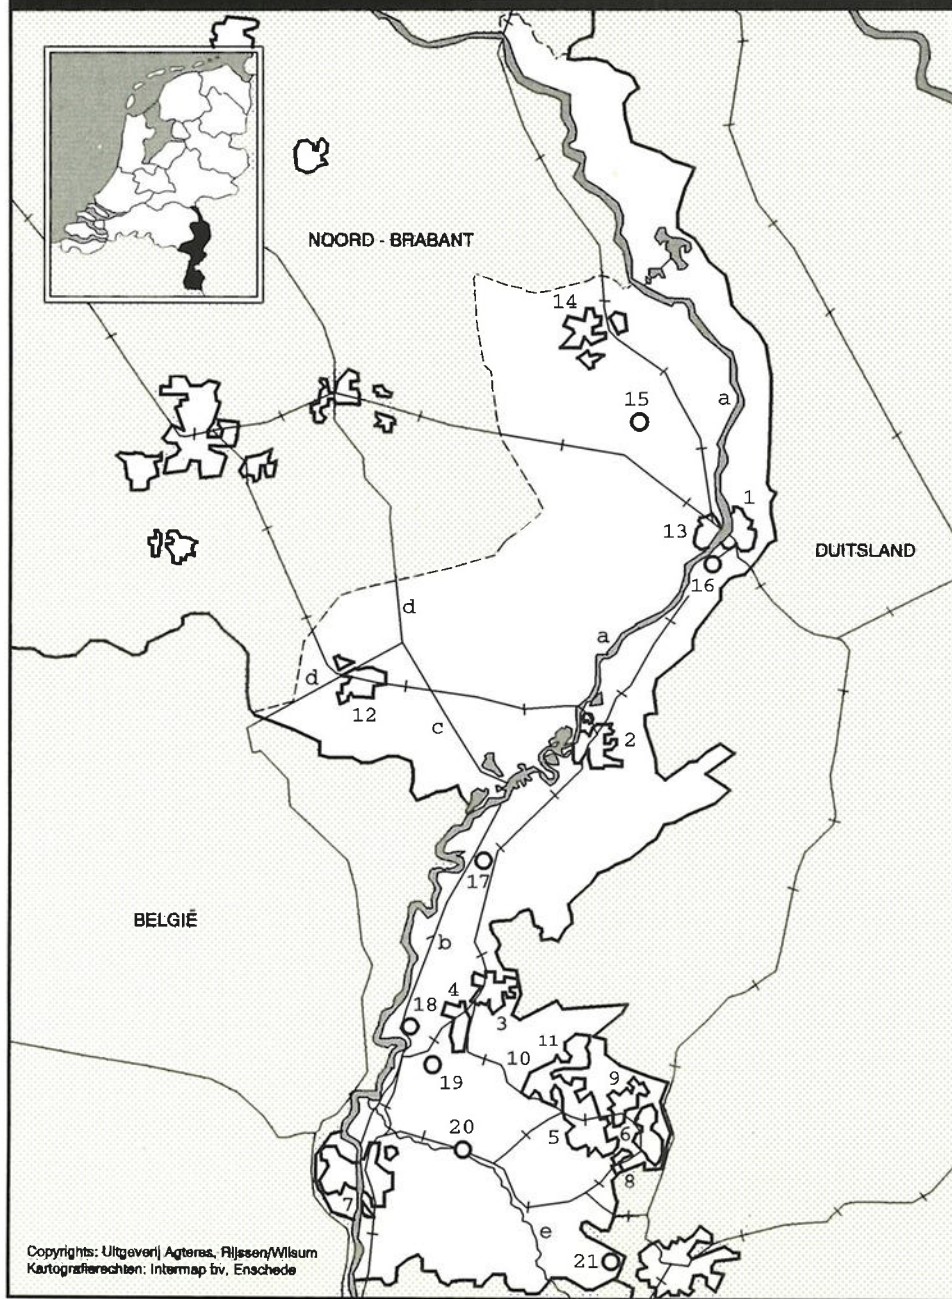 NOORD - BRABANT
14
a
15
1
13
DUITSLAND
16
d
a
d
12
c
2
17
BELGIË
b
4
18
3
11
10
19
9
20
5
6
8
7
e
21
Copyrights: Uitgeverij Agteres, Rijssen/Wilsum
Kartografierechten: Intermap bv, Enschede